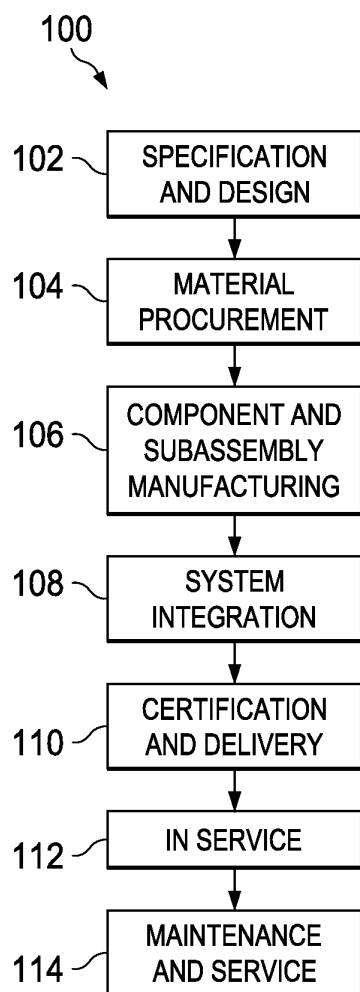 100
102
SPECIFICATION
AND DESIGN
104
MATERIAL
PROCUREMENT
106
COMPONENT AND
SUBASSEMBLY
MANUFACTURING
108
SYSTEM
INTEGRATION
110
CERTIFICATION
AND DELIVERY
112
IN SERVICE
114
MAINTENANCE
AND SERVICE